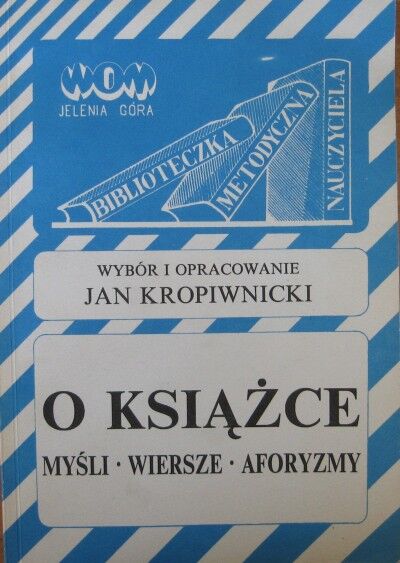 WOM
JELENIA GÓRA
BIBLIOTECZKA
METODYCZNA
NAUCZYCIELA
WYBÓR I OPRACOWANIE
JAN KROPIWNICKI
O KSIĄŻCE
MYŚLI · WIERSZE · AFORYZMY